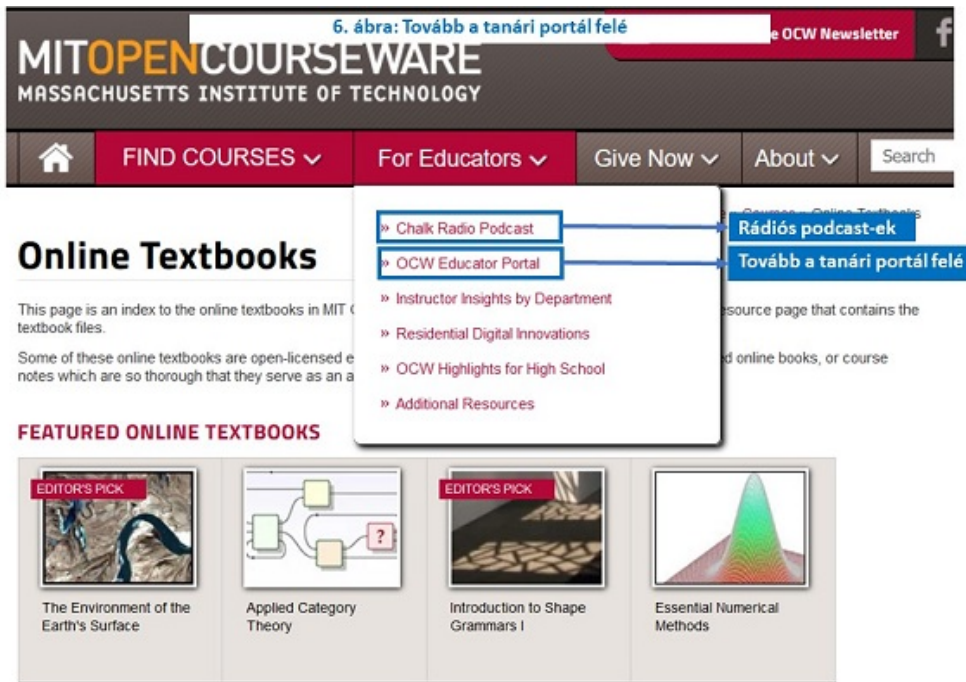 6. ábra: Tovább a tanári portál felé
e OCW Newsletter
f
MITOPENCOURSEWARE
MASSACHUSETTS INSTITUTE OF TECHNOLOGY
FIND COURSES
For Educators
Give Now
About
Search
» Courses » Online Textbooks
» Chalk Radio Podcast
Rádiós podcast-ek
» OCW Educator Portal
Tovább a tanári portál felé
» Instructor Insights by Department
» Residential Digital Innovations
» OCW Highlights for High School
» Additional Resources
Online Textbooks
This page is an index to the online textbooks in MIT esource page that contains the
textbook files.
Some of these online textbooks are open-licensed e d online books, or course
notes which are so thorough that they serve as an a
FEATURED ONLINE TEXTBOOKS
EDITOR'S PICK
The Environment of the
Earth's Surface
?
Applied Category
Theory
EDITOR'S PICK
Introduction to Shape
Grammars I
Essential Numerical
Methods